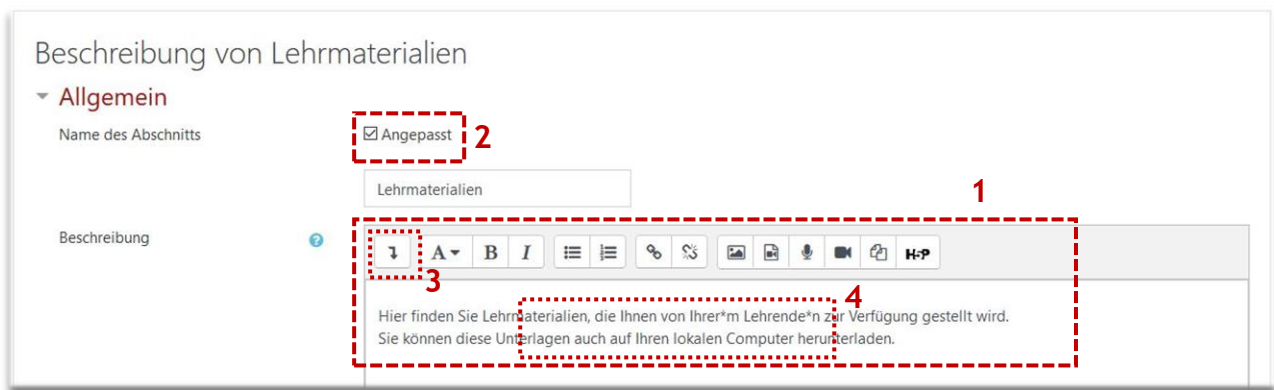 Beschreibung von Lehrmaterialien
Allgemein
Name des Abschnitts
Angepasst
2
Lehrmaterialien
1
Beschreibung
A B I H-P
3
4
Hier finden Sie Lehrmaterialien, die Ihnen von Ihrer*m Lehrende*n zur Verfügung gestellt wird.
Sie können diese Unterlagen auch auf Ihren lokalen Computer herunterladen.